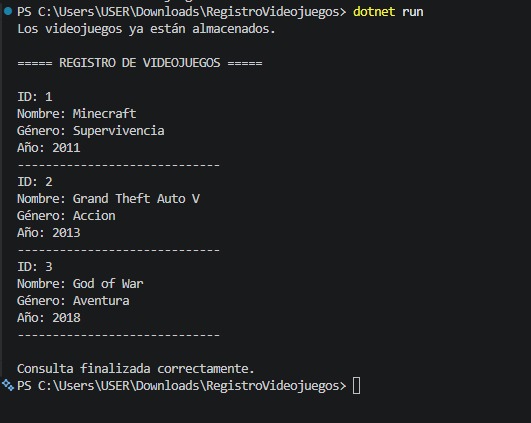 PS C:\Users\USER\Downloads\RegistroVideojuegos> dotnet run
Los videojuegos ya están almacenados.
===== REGISTRO DE VIDEOJUEGOS =====
ID: 1
Nombre: Minecraft
Género: Supervivencia
Año: 2011
-----------------------------
ID: 2
Nombre: Grand Theft Auto V
Género: Accion
Año: 2013
-----------------------------
ID: 3
Nombre: God of War
Género: Aventura
Año: 2018
-----------------------------
Consulta finalizada correctamente.
PS C:\Users\USER\Downloads\RegistroVideojuegos>